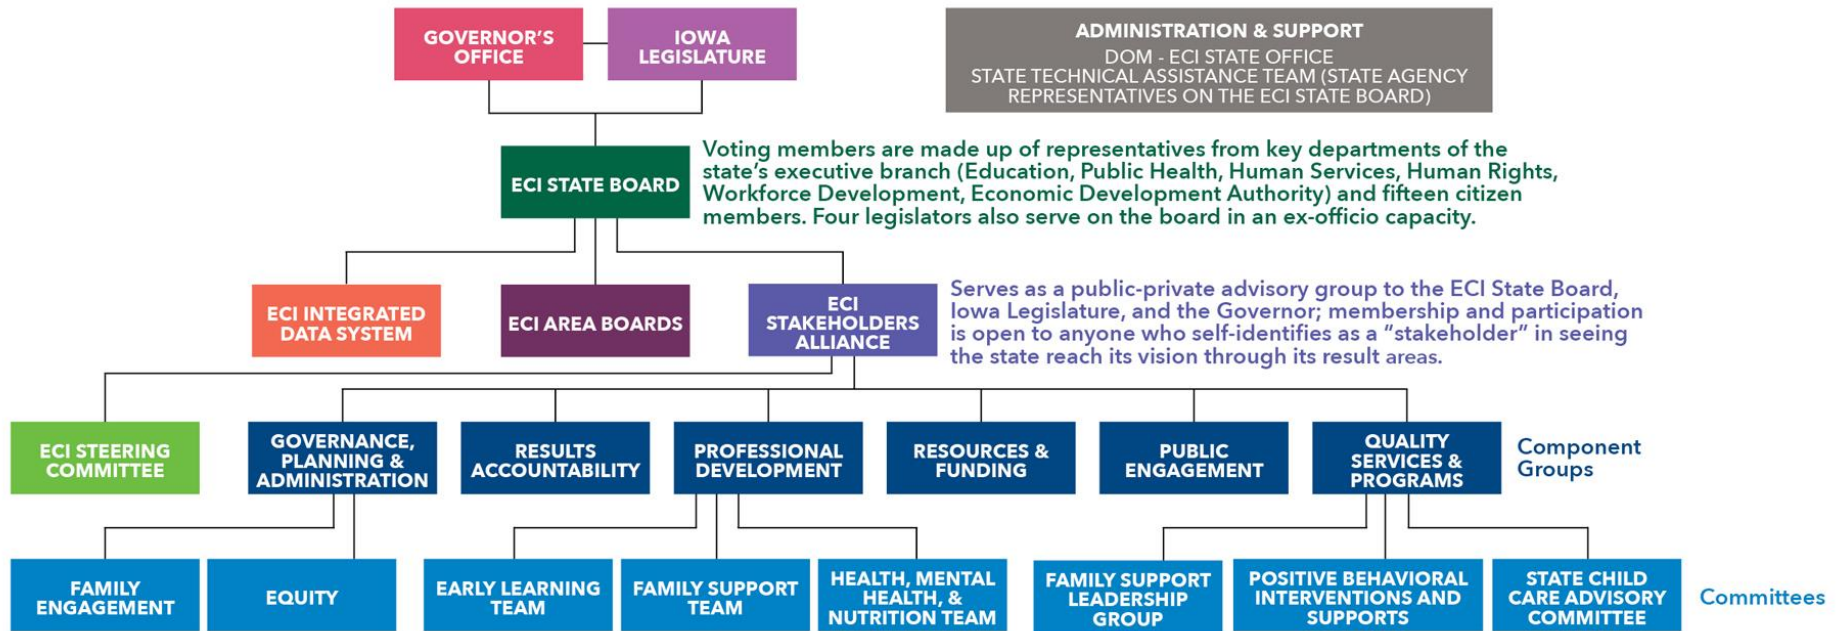 GOVERNOR'S
OFFICE
IOWA
LEGISLATURE
ADMINISTRATION & SUPPORT
DOM - ECI STATE OFFICE
STATE TECHNICAL ASSISTANCE TEAM (STATE AGENCY
REPRESENTATIVES ON THE ECI STATE BOARD)
ECI STATE BOARD
Voting members are made up of representatives from key departments of the
state's executive branch (Education, Public Health, Human Services, Human Rights,
Workforce Development, Economic Development Authority) and fifteen citizen
members. Four legislators also serve on the board in an ex-officio capacity.
ECI INTEGRATED
DATA SYSTEM
ECI AREA BOARDS
ECI
STAKEHOLDERS
ALLIANCE
Serves as a public-private advisory group to the ECI State Board,
Iowa Legislature, and the Governor; membership and participation
is open to anyone who self-identifies as a “stakeholder” in seeing
the state reach its vision through its result areas.
ECI STEERING
COMMITTEE
GOVERNANCE,
PLANNING &
ADMINISTRATION
RESULTS
ACCOUNTABILITY
PROFESSIONAL
DEVELOPMENT
RESOURCES &
FUNDING
PUBLIC
ENGAGEMENT
QUALITY
SERVICES &
PROGRAMS
Component
Groups
FAMILY
ENGAGEMENT
EQUITY
EARLY LEARNING
TEAM
FAMILY SUPPORT
TEAM
HEALTH, MENTAL
HEALTH, &
NUTRITION TEAM
FAMILY SUPPORT
LEADERSHIP
GROUP
POSITIVE BEHAVIORAL
INTERVENTIONS AND
SUPPORTS
STATE CHILD
CARE ADVISORY
COMMITTEE
Committees